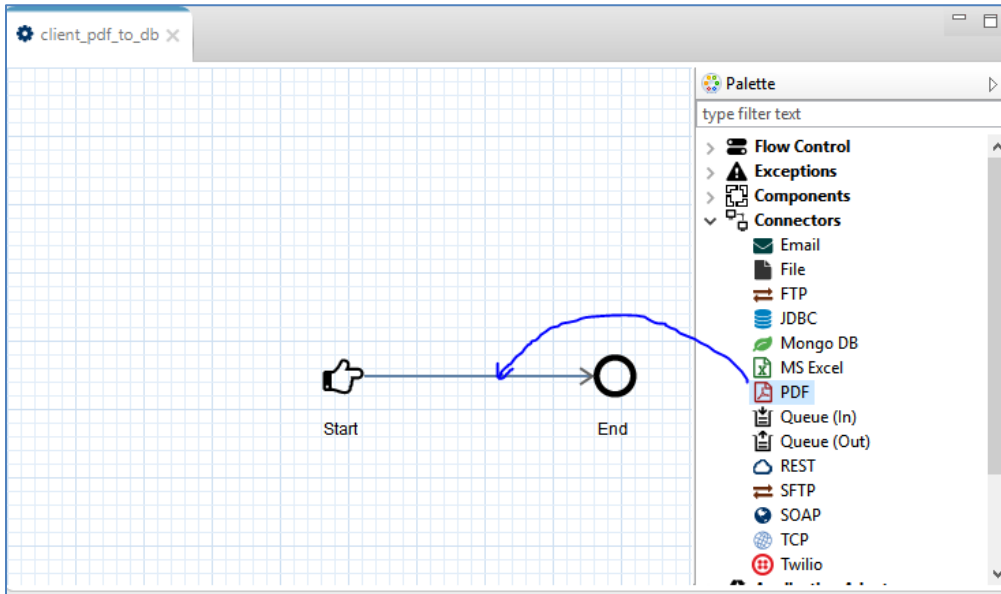 client_pdf_to_db
Palette
type filter text
Flow Control
Exceptions
Components
Connectors
Email
File
FTP
JDBC
Mongo DB
MS Excel
PDF
Queue (In)
Queue (Out)
REST
SFTP
SOAP
TCP
Twilio
Start
End